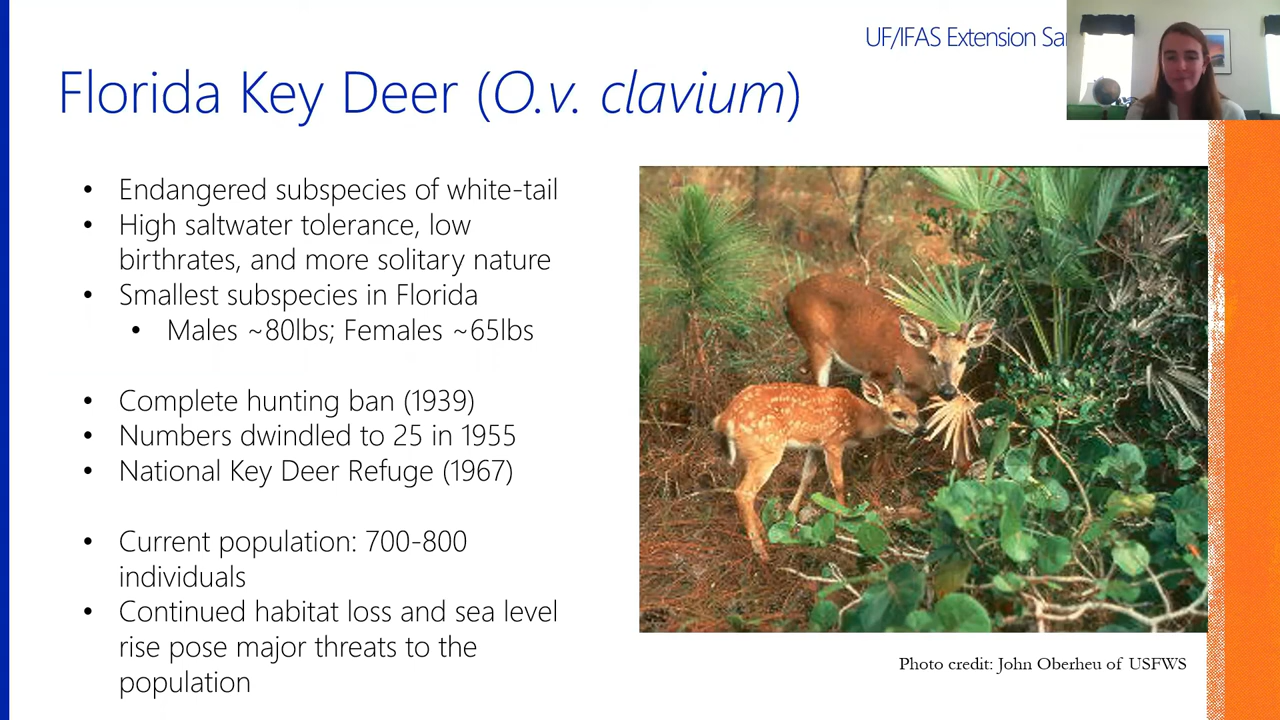 UF/IFAS Extension
Florida Key Deer (O.v. clavium)
• Endangered subspecies of white-tail
• High saltwater tolerance, low
birthrates, and more solitary nature
• Smallest subspecies in Florida
• Males ~80lbs; Females ~65lbs
• Complete hunting ban (1939)
• Numbers dwindled to 25 in 1955
• National Key Deer Refuge (1967)
• Current population: 700-800
individuals
• Continued habitat loss and sea level
rise pose major threats to the
population
Photo credit: John Oberheu of USFWS